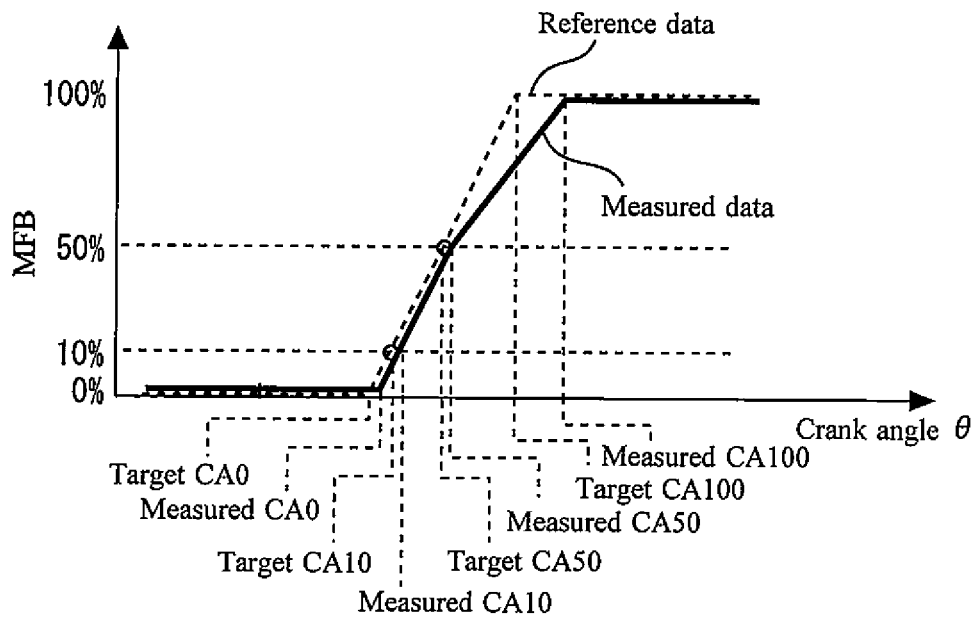 Reference data
100%
Measured data
MFB
50%
10%
0%
Crank angle θ
Target CA0
Measured CA0
Target CA10
Measured CA10
Target CA50
Measured CA50
Target CA100
Measured CA100